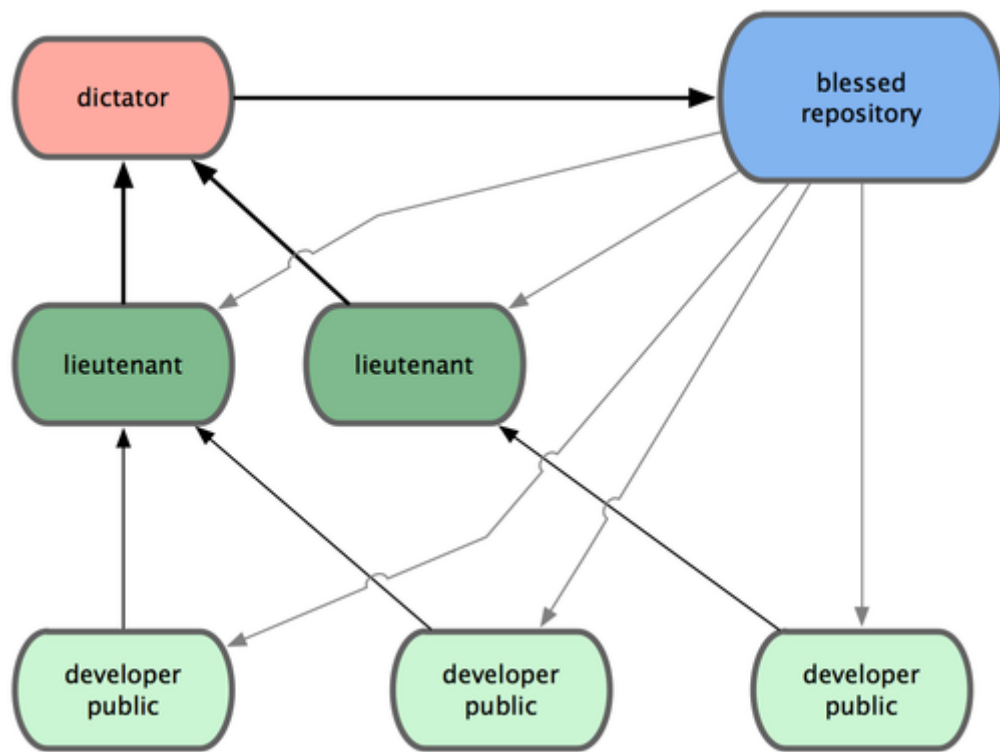 dictator
blessed
repository
lieutenant
lieutenant
developer
public
developer
public
developer
public